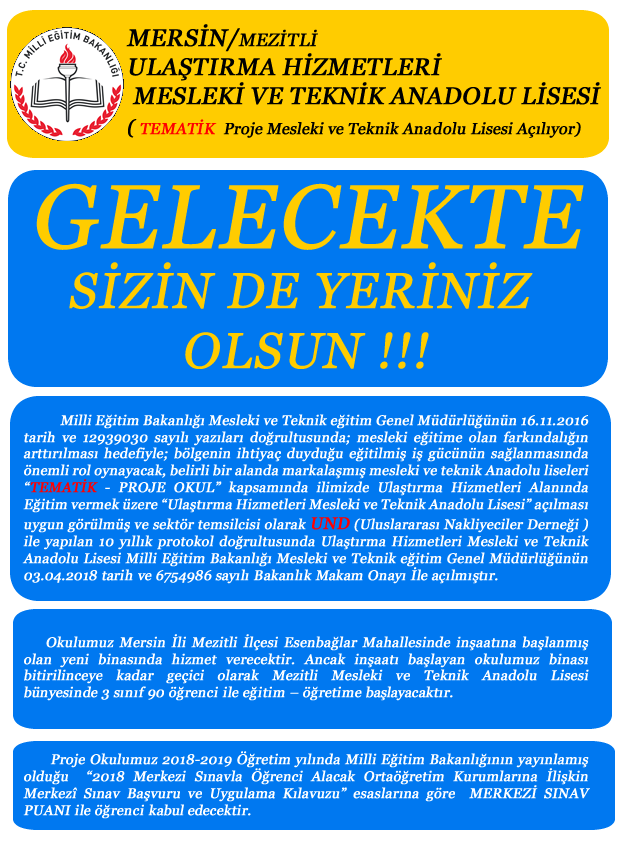 T.C. MİLLİ EĞİTİM BAKANLIĞI
MERSİN/MEZİTLİ
ULAŞTIRMA HİZMETLERİ
MESLEKİ VE TEKNİK ANADOLU LİSESİ
( TEMATİK Proje Mesleki ve Teknik Anadolu Lisesi Açılıyor)
GELECEKTE
SİZİN DE YERİNİZ
OLSUN !!!
Milli Eğitim Bakanlığı Mesleki ve Teknik eğitim Genel Müdürlüğünün 16.11.2016
tarih ve 12939030 sayılı yazıları doğrultusunda; mesleki eğitime olan farkındalığın
arttırılması hedefiyle; bölgenin ihtiyaç duyduğu eğitilmiş iş gücünün sağlanmasında
önemli rol oynayacak, belirli bir alanda markalaşmış mesleki ve teknik Anadolu liseleri
“TEMATİK - PROJE OKUL” kapsamında ilimizde Ulaştırma Hizmetleri Alanında
Eğitim vermek üzere “Ulaştırma Hizmetleri Mesleki ve Teknik Anadolu Lisesi” açılması
uygun görülmüş ve sektör temsilcisi olarak UND (Uluslararası Nakliyeciler Derneği )
ile yapılan 10 yıllık protokol doğrultusunda Ulaştırma Hizmetleri Mesleki ve Teknik
Anadolu Lisesi Milli Eğitim Bakanlığı Mesleki ve Teknik eğitim Genel Müdürlüğünün
03.04.2018 tarih ve 6754986 sayılı Bakanlık Makam Onayı İle açılmıştır.
Okulumuz Mersin İli Mezitli İlçesi Esenbağlar Mahallesinde inşaatına başlanmış
olan yeni binasında hizmet verecektir. Ancak inşaatı başlayan okulumuz binası
bitirilinceye kadar geçici olarak Mezitli Mesleki ve Teknik Anadolu Lisesi
bünyesinde 3 sınıf 90 öğrenci ile eğitim – öğretime başlayacaktır.
Proje Okulumuz 2018-2019 Öğretim yılında Milli Eğitim Bakanlığının yayınlamış
olduğu “2018 Merkezi Sınavla Öğrenci Alacak Ortaöğretim Kurumlarına İlişkin
Merkezî Sınav Başvuru ve Uygulama Kılavuzu” esaslarına göre MERKEZİ SINAV
PUANI ile öğrenci kabul edecektir.